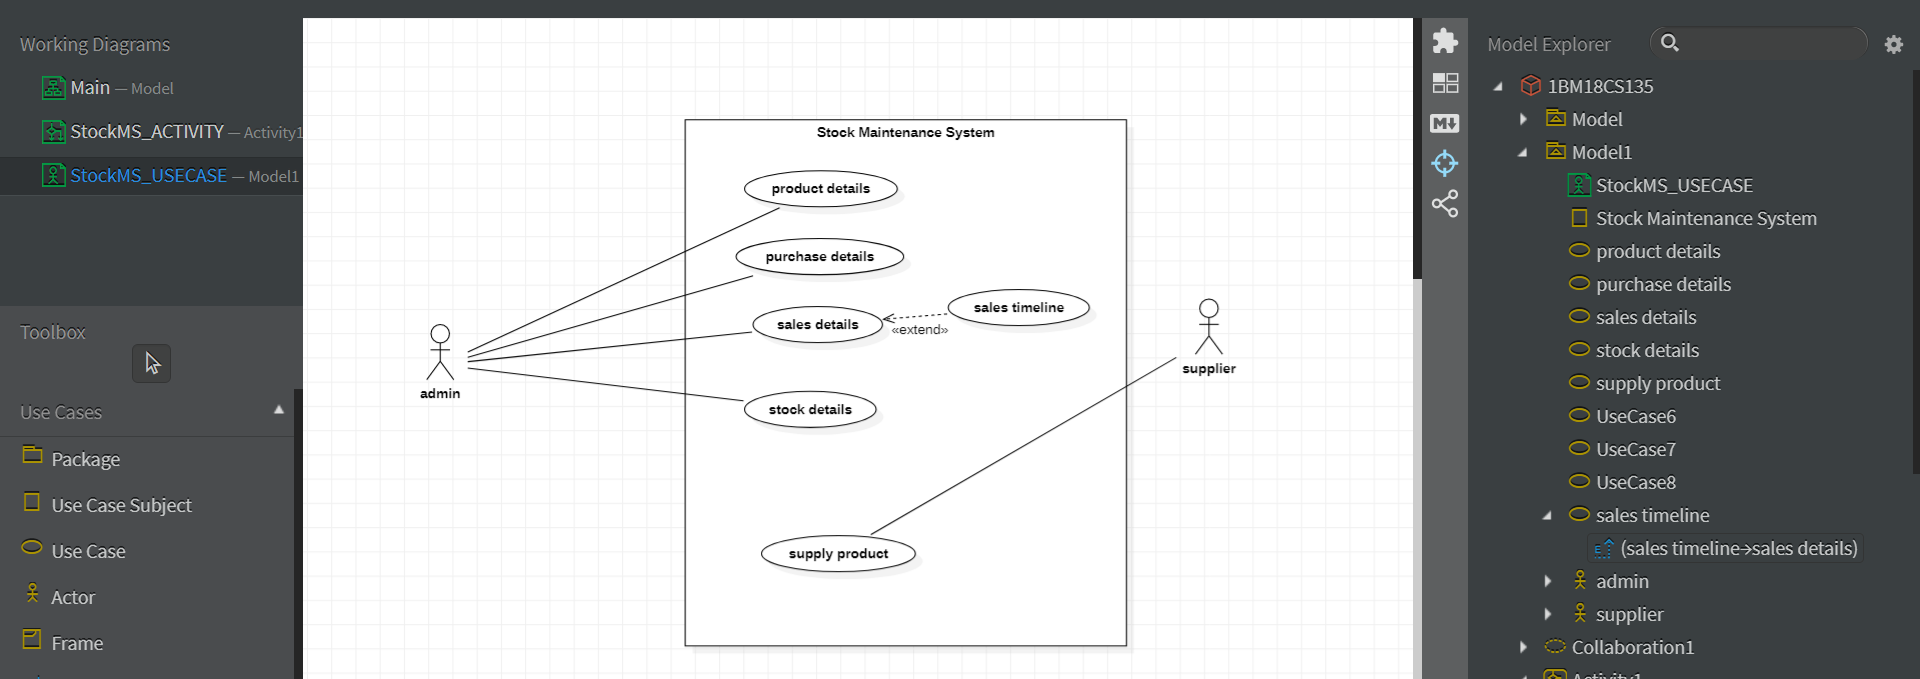 Working Diagrams
Main — Model
StockMS_ACTIVITY — Activity1
StockMS_USECASE — Model1
Toolbox
Use Cases
Package
Use Case Subject
Use Case
Actor
Frame
Stock Maintenance System
product details
purchase details
sales details
«extend»
sales timeline
stock details
supply product
admin
supplier
M
Model Explorer
1BM18CS135
Model
Model1
StockMS_USECASE
Stock Maintenance System
product details
purchase details
sales details
stock details
supply product
UseCase6
UseCase7
UseCase8
sales timeline
E (sales timeline→sales details)
admin
supplier
Collaboration1
Activity1